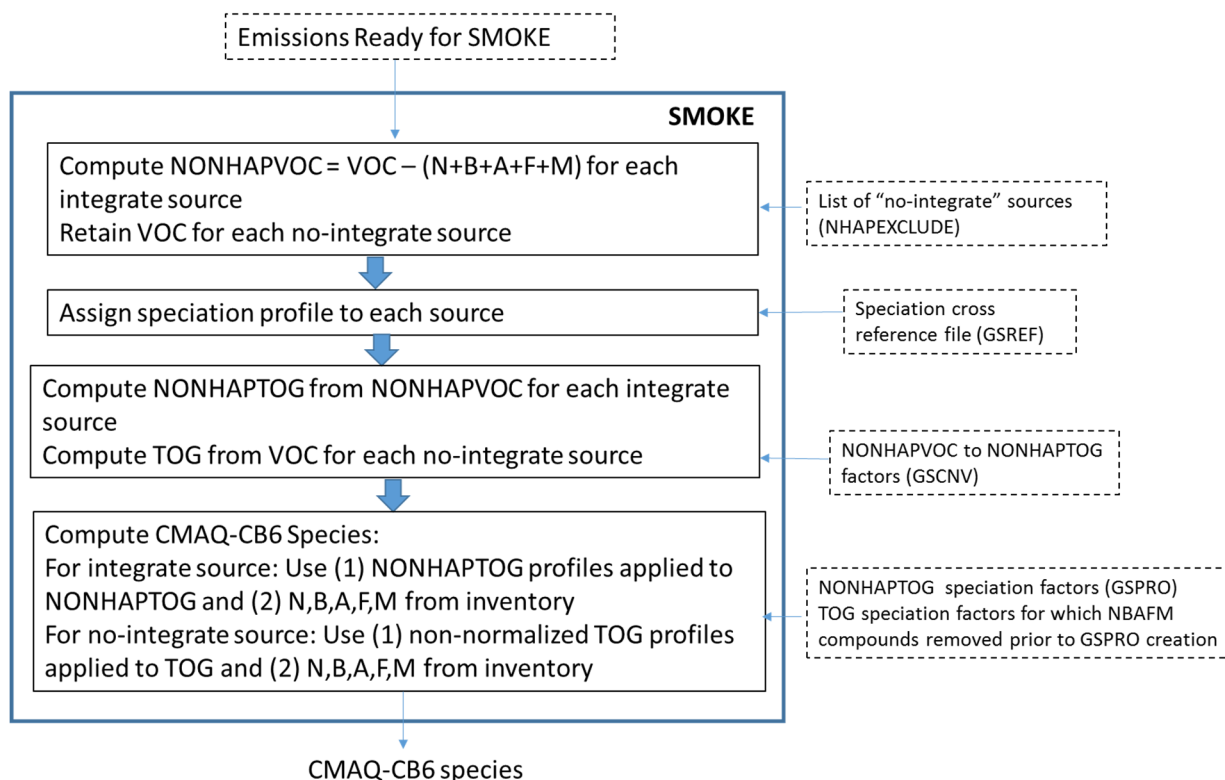 Emissions Ready for SMOKE
SMOKE
Compute NONHAPVOC = VOC – (N+B+A+F+M) for each
integrate source
Retain VOC for each no-integrate source
List of “no-integrate” sources
(NHAPEXCLUDE)
Assign speciation profile to each source
Speciation cross
reference file (GSREF)
Compute NONHAPTOG from NONHAPVOC for each integrate
source
Compute TOG from VOC for each no-integrate source
NONHAPVOC to NONHAPTOG
factors (GSCNV)
Compute CMAQ-CB6 Species:
For integrate source: Use (1) NONHAPTOG profiles applied to
NONHAPTOG and (2) N,B,A,F,M from inventory
For no-integrate source: Use (1) non-normalized TOG profiles
applied to TOG and (2) N,B,A,F,M from inventory
NONHAPTOG speciation factors (GSPRO)
TOG speciation factors for which NBAFM
compounds removed prior to GSPRO creation
CMAQ-CB6 species